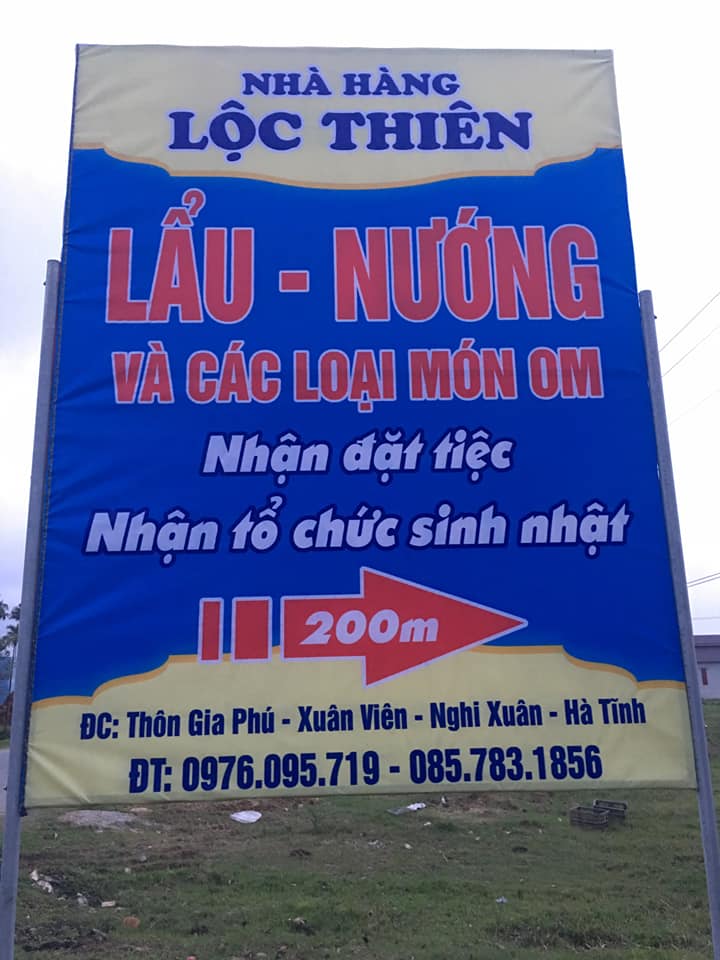 NHÀ HÀNG
LỘC THIÊN
LẨU - NƯỚNG
VÀ CÁC LOẠI MÓN OM
Nhận đặt tiệc
Nhận tổ chức sinh nhật
200m
ĐC: Thôn Gia Phú - Xuân Viên - Nghi Xuân - Hà Tĩnh
ĐT: 0976.095.719 - 085.783.1856